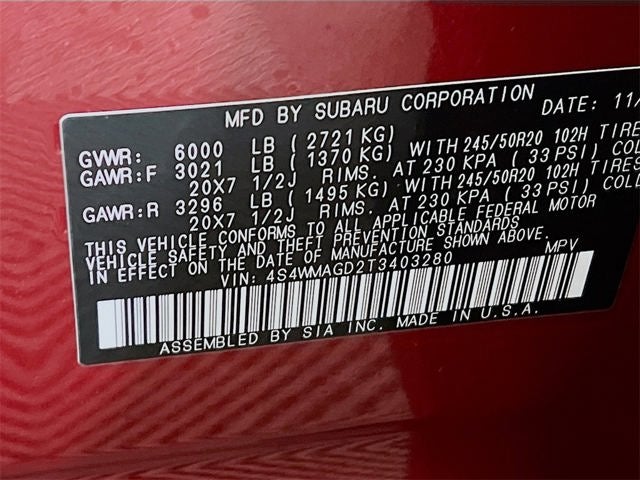 MFD BY SUBARU CORPORATION DATE: 11/
GVWR: 6000 LB ( 2721 KG)
GAWR:F 3021 LB ( 1370 KG) WITH 245/50R20 102H TIRE
20X7 1/2J RIMS. AT 230 KPA ( 33 PSI) COL
GAWR:R 3296 LB ( 1495 KG) WITH 245/50R20 102H TIRES
20X7 1/2J RIMS. AT 230 KPA ( 33 PSI) COL
THIS VEHICLE CONFORMS TO ALL APPLICABLE FEDERAL MOTOR
VEHICLE SAFETY AND THEFT PREVENTION STANDARDS
IN EFFECT ON THE DATE OF MANUFACTURE SHOWN ABOVE.
VIN: 4S4WMAGD2T3403280 MPV
ASSEMBLED BY SIA INC. MADE IN U.S.A.